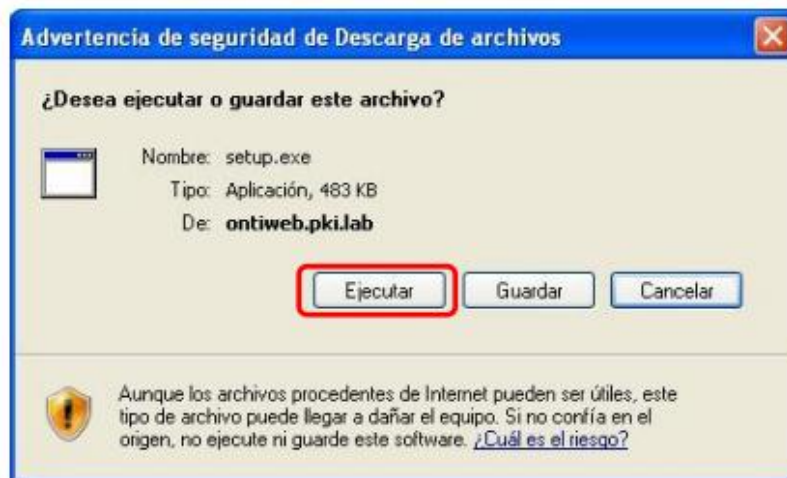 Advertencia de seguridad de Descarga de archivos
¿Desea ejecutar o guardar este archivo?
Nombre: setup.exe
Tipo: Aplicación, 483 KB
De: ontiweb.pki.lab
Ejecutar Guardar Cancelar
Aunque los archivos procedentes de Internet pueden ser útiles, este
tipo de archivo puede llegar a dañar el equipo. Si no confía en el
origen, no ejecute ni guarde este software. ¿Cuál es el riesgo?